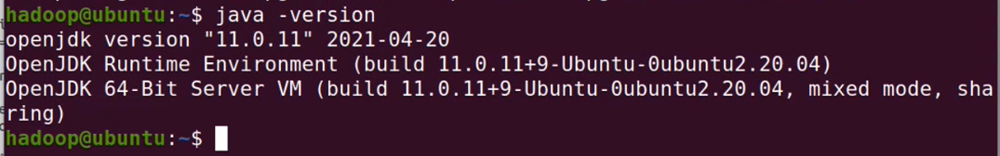 hadoop@ubuntu:~$ java -version
openjdk version "11.0.11" 2021-04-20
OpenJDK Runtime Environment (build 11.0.11+9-Ubuntu-0ubuntu2.20.04)
OpenJDK 64-Bit Server VM (build 11.0.11+9-Ubuntu-0ubuntu2.20.04, mixed mode, sha
ring)
hadoop@ubuntu:~$